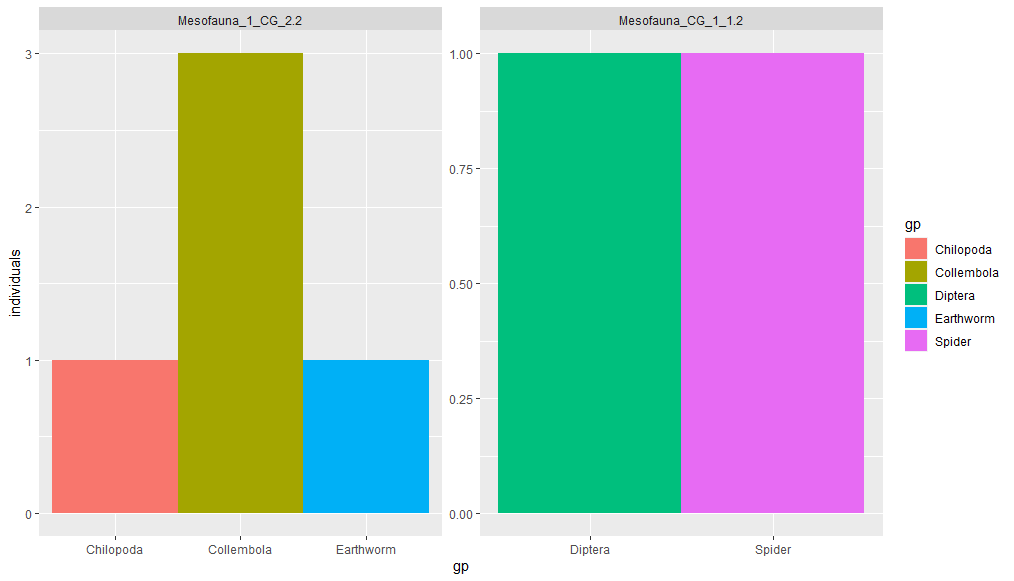 Mesofauna_1_CG_2.2
Mesofauna_CG_1_1.2
individuals
3
2
1
0
Chilopoda
Collembola
Earthworm
1.00
0.75
0.50
0.25
0.00
Diptera
Spider
gp
gp
Chilopoda
Collembola
Diptera
Earthworm
Spider